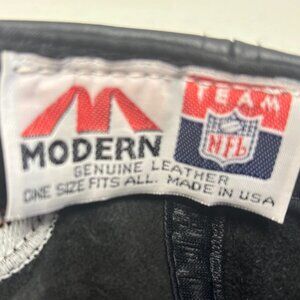 TEAM
NFL
MODERN
GENUINE LEATHER
ONE SIZE FITS ALL. MADE IN USA